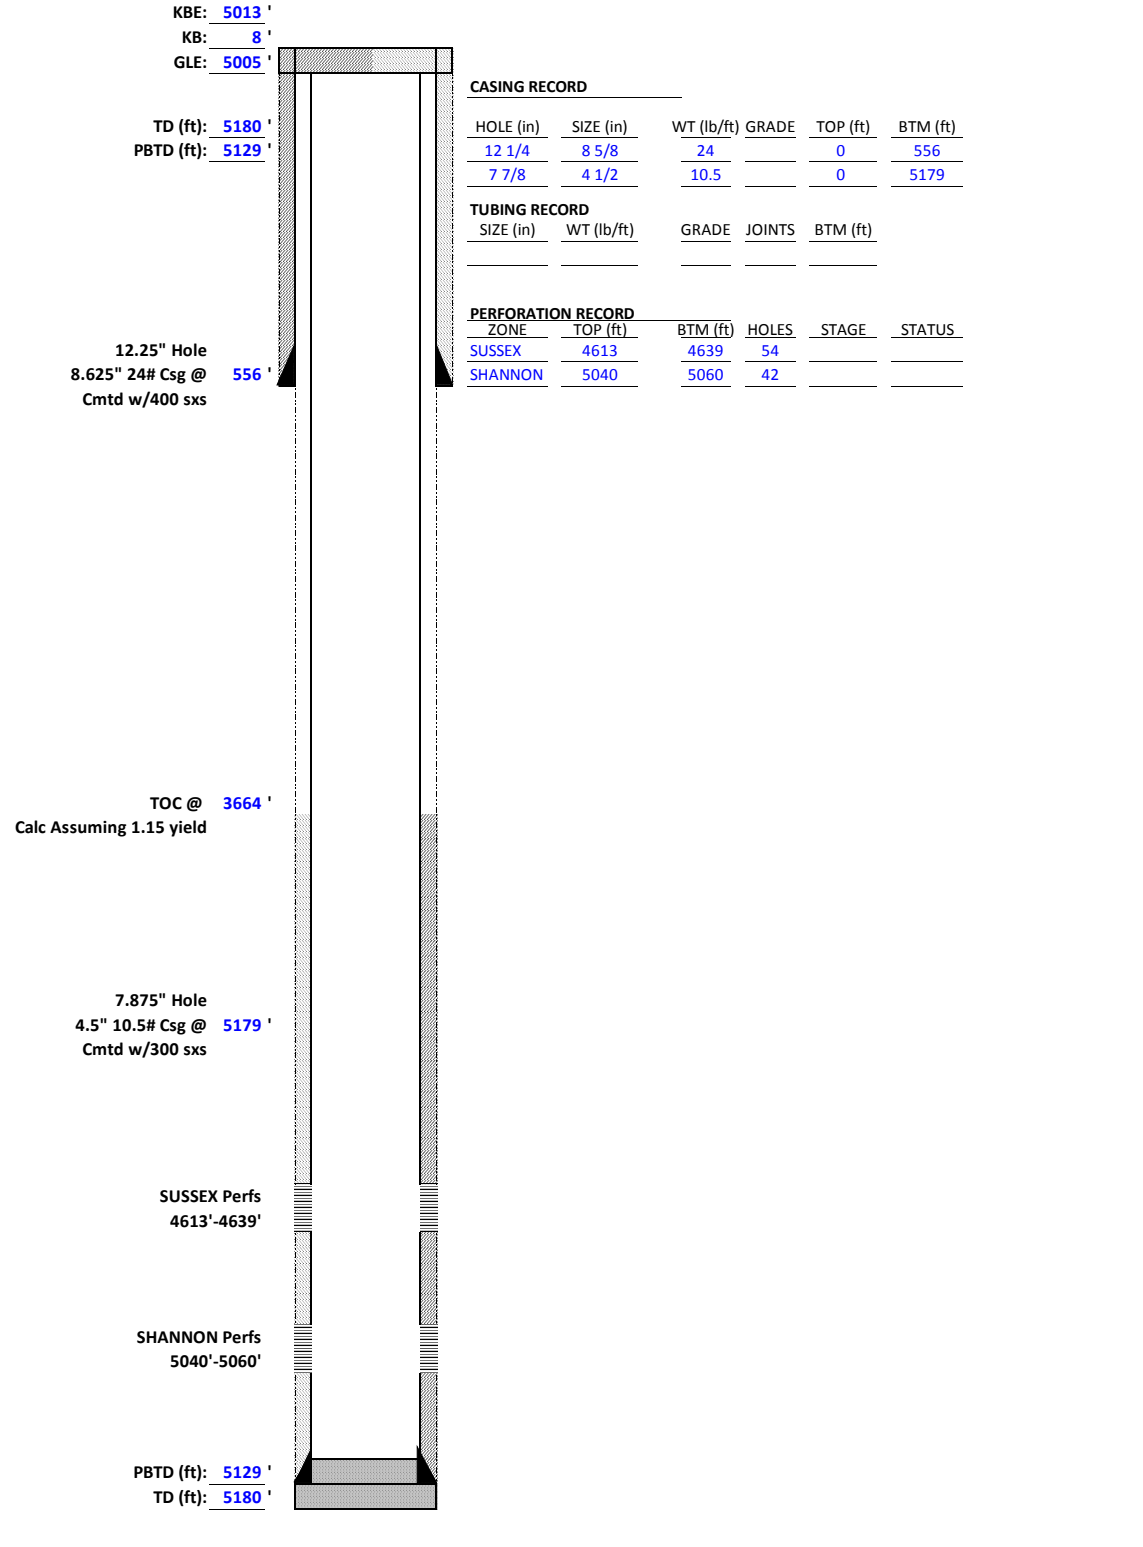 KBE: 5013 '
KB: 8 '
GLE: 5005 '
CASING RECORD
TD (ft): 5180 '
HOLE (in) SIZE (in) WT (lb/ft) GRADE TOP (ft) BTM (ft)
PBTD (ft): 5129 '
12 1/4 8 5/8 24 0 556
7 7/8 4 1/2 10.5 0 5179
TUBING RECORD
SIZE (in) WT (lb/ft) GRADE JOINTS BTM (ft)
PERFORATION RECORD
ZONE TOP (ft) BTM (ft) HOLES STAGE STATUS
SUSSEX 4613 4639 54
SHANNON 5040 5060 42
12.25" Hole
8.625" 24# Csg @ 556 '
Cmtd w/400 sxs
TOC @ 3664 '
Calc Assuming 1.15 yield
7.875" Hole
4.5" 10.5# Csg @ 5179 '
Cmtd w/300 sxs
SUSSEX Perfs
4613'-4639'
SHANNON Perfs
5040'-5060'
PBTD (ft): 5129 '
TD (ft): 5180 '